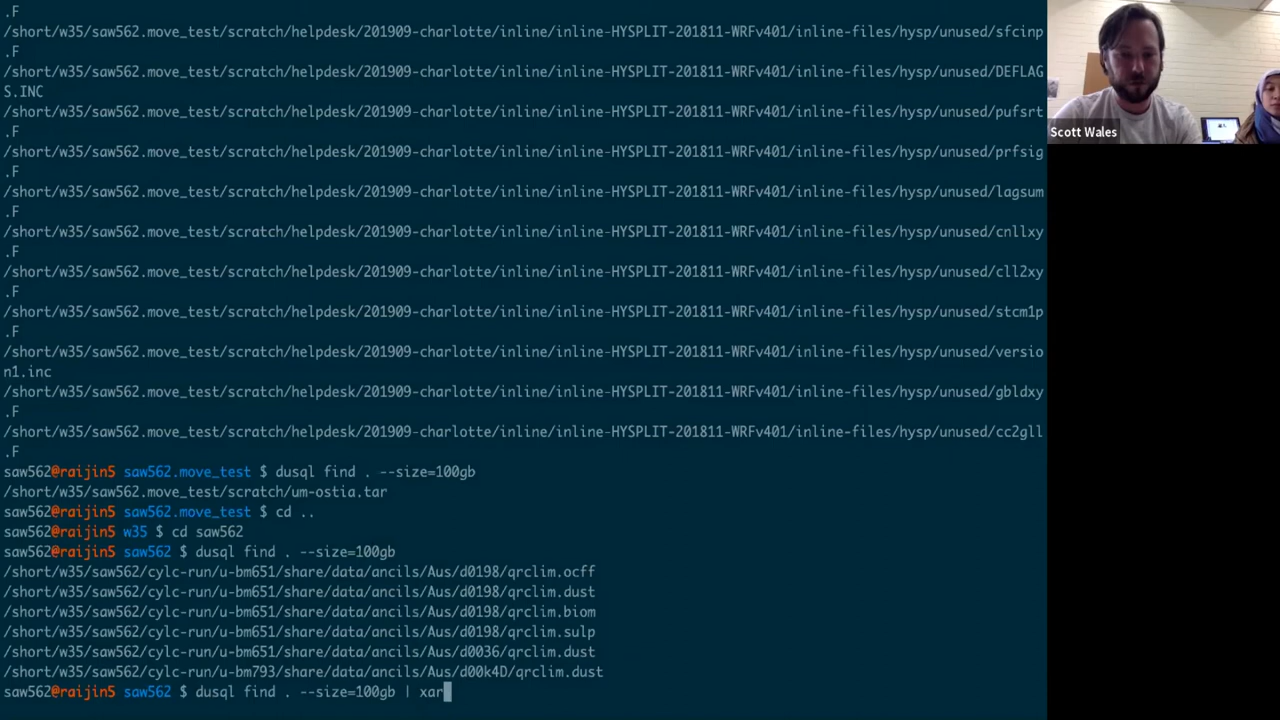 .F
/short/w35/saw562.move_test/scratch/helpdesk/201909-charlotte/inline/inline-HYSPLIT-201811-WRFv401/inline-files/hysp/unused/sfcinp
.F
/short/w35/saw562.move_test/scratch/helpdesk/201909-charlotte/inline/inline-HYSPLIT-201811-WRFv401/inline-files/hysp/unused/DEFLAG
S.INC
/short/w35/saw562.move_test/scratch/helpdesk/201909-charlotte/inline/inline-HYSPLIT-201811-WRFv401/inline-files/hysp/unused/pufsrt
.F
/short/w35/saw562.move_test/scratch/helpdesk/201909-charlotte/inline/inline-HYSPLIT-201811-WRFv401/inline-files/hysp/unused/prfsig
.F
/short/w35/saw562.move_test/scratch/helpdesk/201909-charlotte/inline/inline-HYSPLIT-201811-WRFv401/inline-files/hysp/unused/lagsum
.F
/short/w35/saw562.move_test/scratch/helpdesk/201909-charlotte/inline/inline-HYSPLIT-201811-WRFv401/inline-files/hysp/unused/cnllxy
.F
/short/w35/saw562.move_test/scratch/helpdesk/201909-charlotte/inline/inline-HYSPLIT-201811-WRFv401/inline-files/hysp/unused/cll2xy
.F
/short/w35/saw562.move_test/scratch/helpdesk/201909-charlotte/inline/inline-HYSPLIT-201811-WRFv401/inline-files/hysp/unused/stcm1p
.F
/short/w35/saw562.move_test/scratch/helpdesk/201909-charlotte/inline/inline-HYSPLIT-201811-WRFv401/inline-files/hysp/unused/versio
n1.inc
/short/w35/saw562.move_test/scratch/helpdesk/201909-charlotte/inline/inline-HYSPLIT-201811-WRFv401/inline-files/hysp/unused/gbldxy
.F
/short/w35/saw562.move_test/scratch/helpdesk/201909-charlotte/inline/inline-HYSPLIT-201811-WRFv401/inline-files/hysp/unused/cc2gll
.F
saw562@raijin5 saw562.move_test $ dusql find . --size=100gb
/short/w35/saw562.move_test/scratch/um-ostia.tar
saw562@raijin5 saw562.move_test $ cd ..
saw562@raijin5 w35 $ cd saw562
saw562@raijin5 saw562 $ dusql find . --size=100gb
/short/w35/saw562/cylc-run/u-bm651/share/data/ancils/Aus/d0198/qrclim.ocff
/short/w35/saw562/cylc-run/u-bm651/share/data/ancils/Aus/d0198/qrclim.dust
/short/w35/saw562/cylc-run/u-bm651/share/data/ancils/Aus/d0198/qrclim.biom
/short/w35/saw562/cylc-run/u-bm651/share/data/ancils/Aus/d0198/qrclim.sulp
/short/w35/saw562/cylc-run/u-bm651/share/data/ancils/Aus/d0036/qrclim.dust
/short/w35/saw562/cylc-run/u-bm793/share/data/ancils/Aus/d00k4D/qrclim.dust
saw562@raijin5 saw562 $ dusql find . --size=100gb | xar
Scott Wales